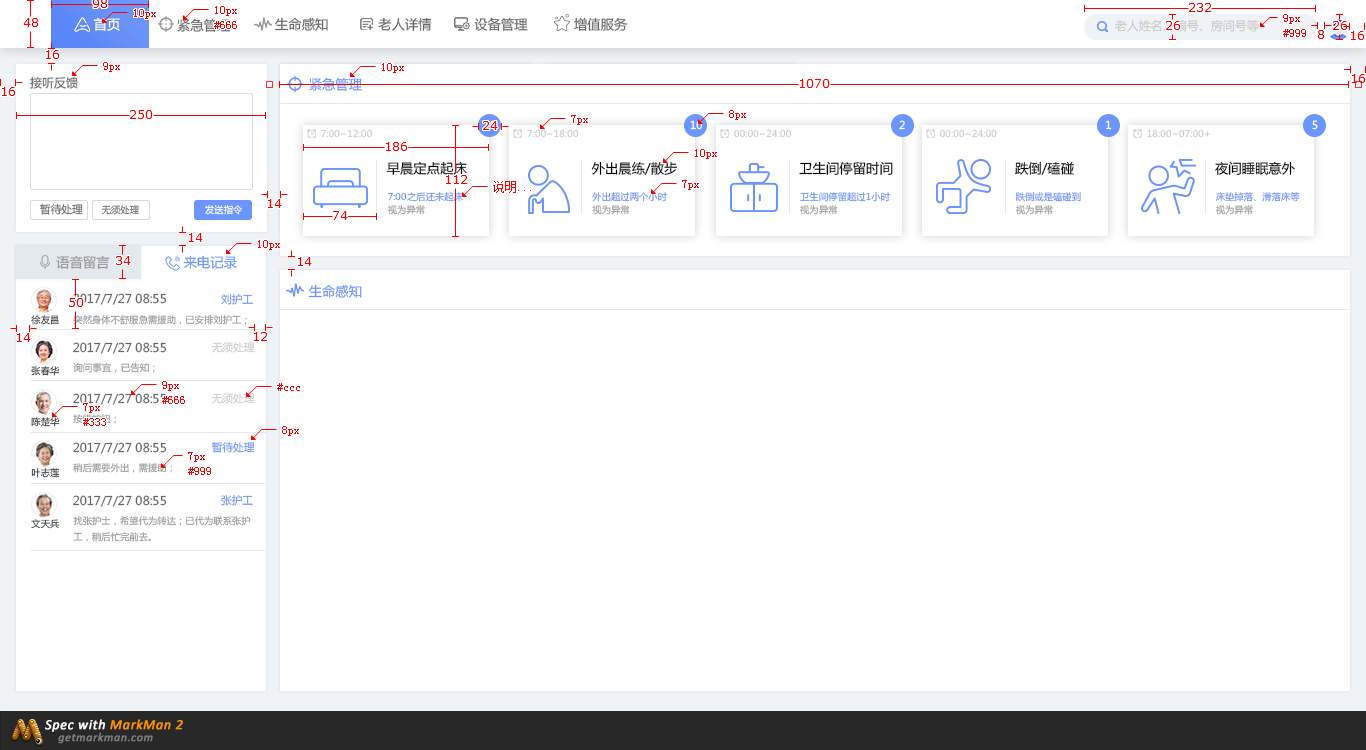 98
10px
10px
#666
232
9px
#999
48
首页
紧急管理
生命感知
老人详情
设备管理
增值服务
老人姓名、编号、房间号等
26
26
8
16
16
9px
10px
16
16
接听反馈
250
紧急管理
1070
暂待处理
无须处理
发送指令
14
14
7:00~12:00
24
186
早晨定点起床
112
说明...
7:00之后还未起床
视为异常
74
7:00~18:00
7px
10
8px
外出晨练/散步
10px
外出超过两个小时
7px
视为异常
00:00~24:00
2
卫生间停留时间
卫生间停留超过1小时
视为异常
00:00~24:00
1
跌倒/磕碰
跌倒或是磕碰到
视为异常
18:00~07:00+
5
夜间睡眠意外
床垫掉落、滑落床等
视为异常
14
生命感知
语音留言
34
来电记录
10px
50
2017/7/27 08:55
刘护工
徐友昌
突然身体不舒服急需援助，已安排刘护工；
14
12
2017/7/27 08:55
无须处理
张春华
询问事宜，已告知；
9px
#666
2017/7/27 08:55
无须处理
#ccc
7px
#333
陈楚华
8px
2017/7/27 08:55
暂待处理
叶志莲
稍后需要外出，需援助；
7px
#999
2017/7/27 08:55
张护工
文天兵
找张护士，希望代为转达；已代为联系张护
工，稍后忙完前去。
Spec with MarkMan 2
getmarkman.com